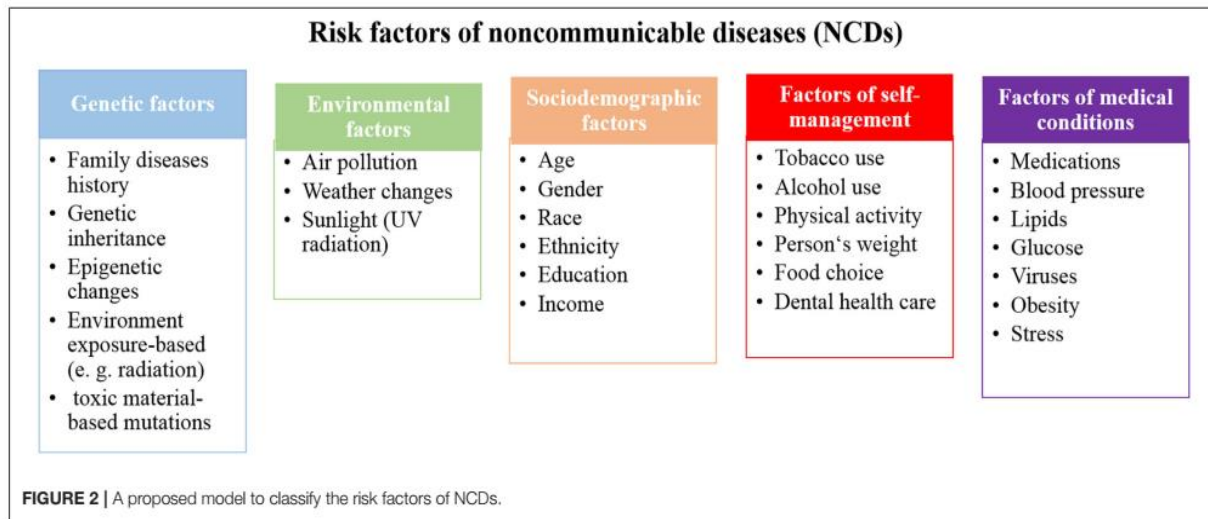 Risk factors of noncommunicable diseases (NCDs)
Genetic factors
• Family diseases
history
• Genetic
inheritance
• Epigenetic
changes
• Environment
exposure-based
(e. g. radiation)
• toxic material-
based mutations
Environmental
factors
• Air pollution
• Weather changes
• Sunlight (UV
radiation)
Sociodemographic
factors
• Age
• Gender
• Race
• Ethnicity
• Education
• Income
Factors of self-
management
• Tobacco use
• Alcohol use
• Physical activity
• Person‘s weight
• Food choice
• Dental health care
Factors of medical
conditions
• Medications
• Blood pressure
• Lipids
• Glucose
• Viruses
• Obesity
• Stress
FIGURE 2 | A proposed model to classify the risk factors of NCDs.